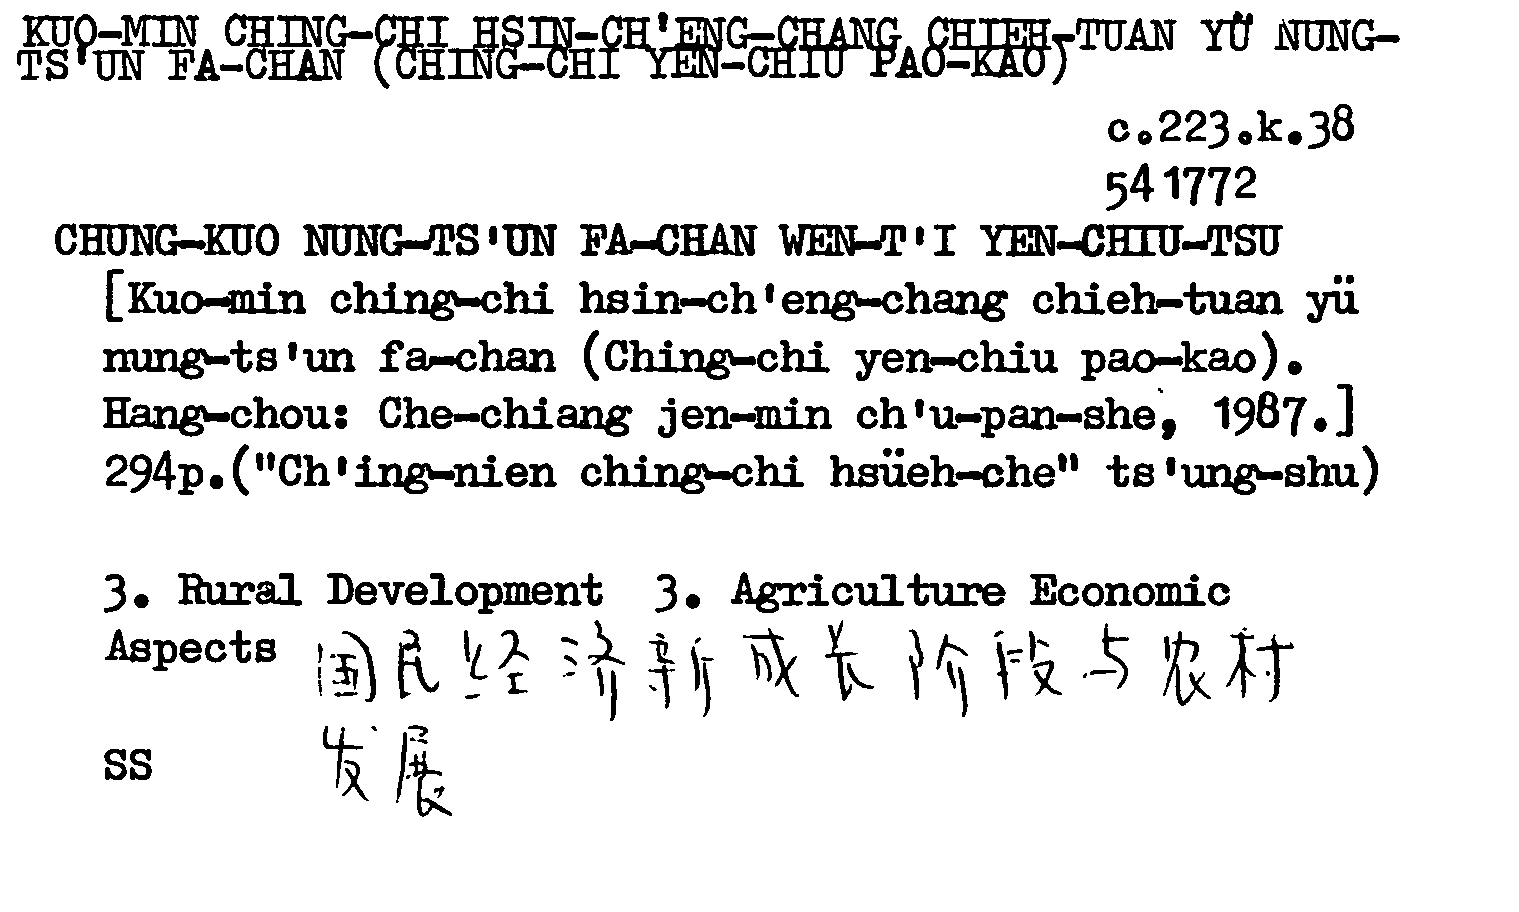 KUO-MIN CHING-CHI HSIN-CH'ENG-CHANG CHIEH-TUAN YÜ NUNG-
TS'UN FA-CHAN (CHING-CHI YEN-CHIU PAO-KAO)
c.223.k.38
541772
CHUNG-KUO NUNG-TS'UN FA-CHAN WEN-T'I YEN-CHIU-TSU
[Kuo-min ching-chi hsin-ch'eng-chang chieh-tuan yü
nung-ts'un fa-chan (Ching-chi yen-chiu pao-kao).
Hang-chou: Che-chiang jen-min ch'u-pan-she, 1987.]
294p.("Ch'ing-nien ching-chi hsüeh-che" ts'ung-shu)
3. Rural Development 3. Agriculture Economic
Aspects 国民经济新成长阶段与农村
SS 发展